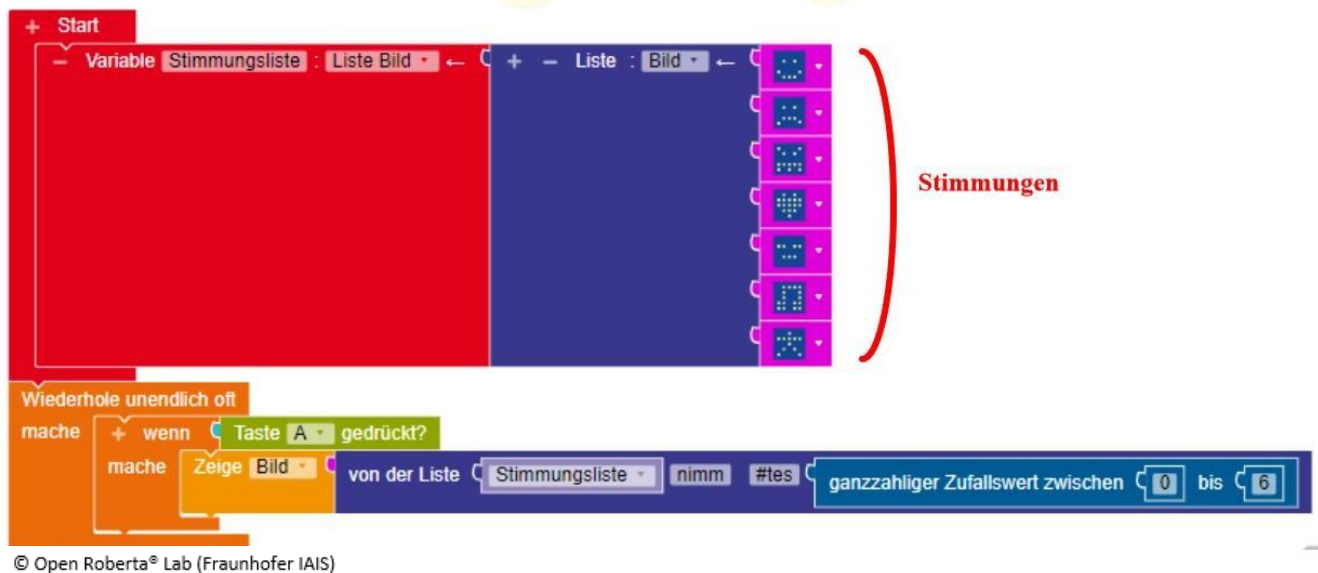 + Start
– Variable Stimmungsliste : Liste Bild ← + – Liste : Bild ←
Stimmungen
Wiederhole unendlich oft
mache + wenn Taste A gedrückt?
mache Zeige Bild von der Liste Stimmungsliste nimm #tes ganzzahliger Zufallswert zwischen 0 bis 6
© Open Roberta® Lab (Fraunhofer IAIS)